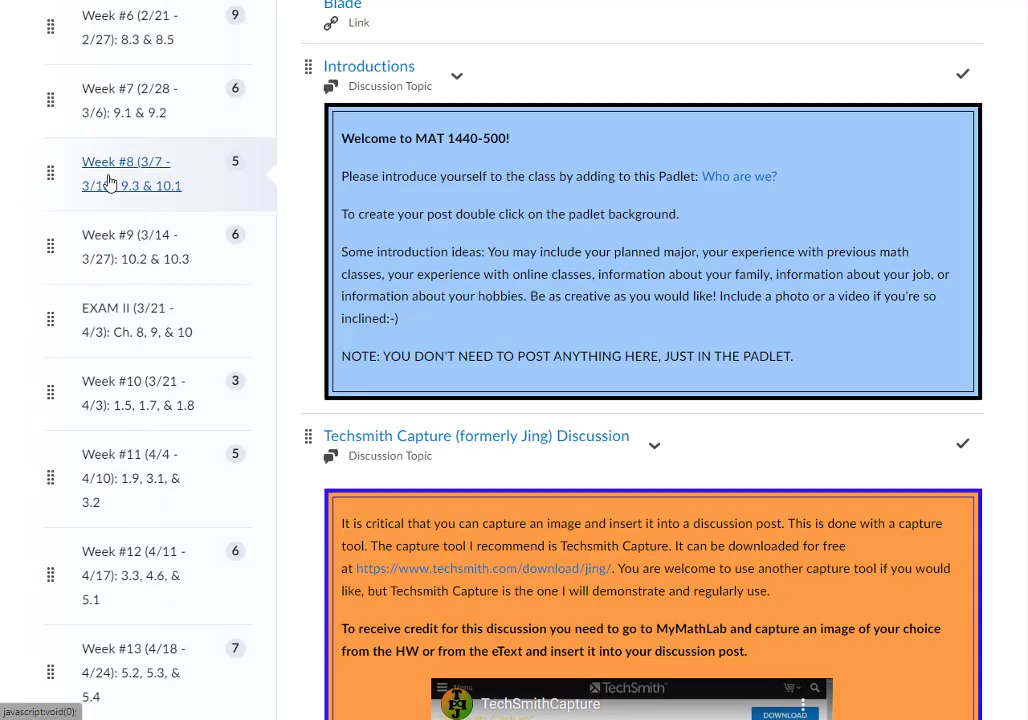 Week #6 (2/21 -
2/27): 8.3 & 8.5
9
Week #7 (2/28 -
3/6): 9.1 & 9.2
6
Week #8 (3/7 -
3/1 9.3 & 10.1
5
Week #9 (3/14 -
3/27): 10.2 & 10.3
6
EXAM II (3/21 -
4/3): Ch. 8, 9, & 10
Week #10 (3/21 -
4/3): 1.5, 1.7, & 1.8
3
Week #11 (4/4 -
4/10): 1.9, 3.1, &
3.2
5
Week #12 (4/11 -
4/17): 3.3, 4.6, &
5.1
6
Week #13 (4/18 -
4/24): 5.2, 5.3, &
5.4
7
javascript:void(0);
Blade
Link
Introductions
Discussion Topic
Welcome to MAT 1440-500!
Please introduce yourself to the class by adding to this Padlet: Who are we?
To create your post double click on the padlet background.
Some introduction ideas: You may include your planned major, your experience with previous math
classes, your experience with online classes, information about your family, information about your job, or
information about your hobbies. Be as creative as you would like! Include a photo or a video if you're so
inclined:-)
NOTE: YOU DON'T NEED TO POST ANYTHING HERE, JUST IN THE PADLET.
Techsmith Capture (formerly Jing) Discussion
Discussion Topic
It is critical that you can capture an image and insert it into a discussion post. This is done with a capture
tool. The capture tool I recommend is Techsmith Capture. It can be downloaded for free
at https://www.techsmith.com/download/jing/. You are welcome to use another capture tool if you would
like, but Techsmith Capture is the one I will demonstrate and regularly use.
To receive credit for this discussion you need to go to MyMathLab and capture an image of your choice
from the HW or from the eText and insert it into your discussion post.
Menu
TechSmith
TechSmithCapture
DOWNLOAD